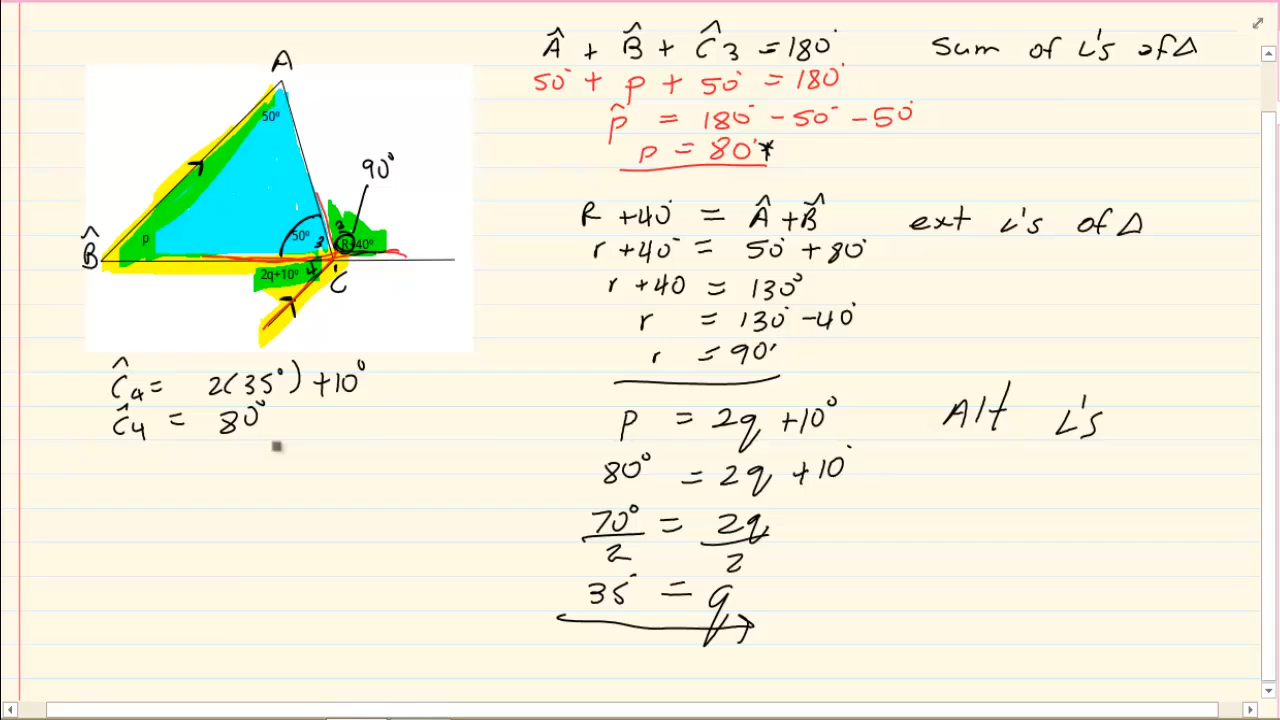 A
50°
90°
B̂
p
50°
3
R+40°
2q+10°
4
C
Ĉ4 = 2(35°) + 10°
Ĉ4 = 80°
Â + B̂ + Ĉ3 = 180° Sum of ∠'s of Δ
50° + p + 50° = 180°
p̂ = 180° - 50° - 50°
p = 80°*
R + 40° = Â + B̂ ext ∠'s of Δ
r + 40° = 50° + 80°
r + 40 = 130°
r = 130° - 40°
r = 90°
p = 2q + 10° Alt ∠'s
80° = 2q + 10°
70°/2 = 2q/2
35° = q